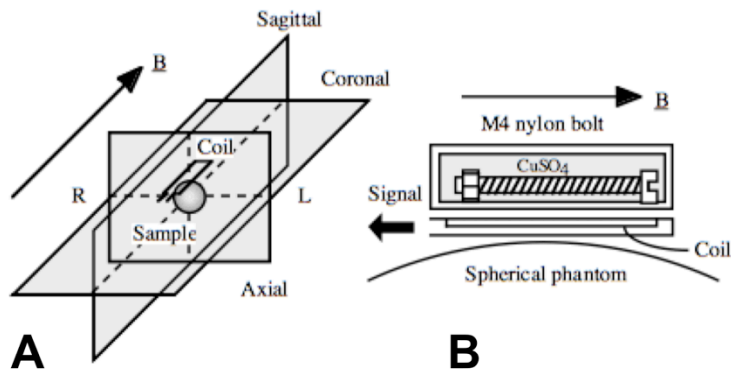 Sagittal
B
Coronal
Coil
R
L
Sample
Axial
A
B
M4 nylon bolt
CuSO4
Signal
Coil
Spherical phantom
B